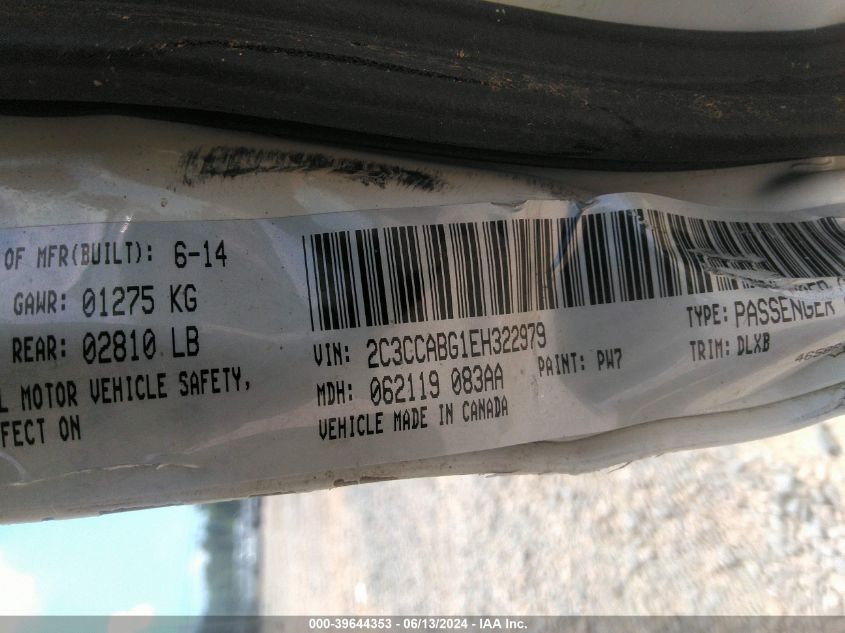 OF MFR(BUILT): 6-14
GAWR: 01275 KG
REAR: 02810 LB
L MOTOR VEHICLE SAFETY,
FFECT ON
VIN: 2C3CCABG1EH322979
TYPE: PASSENGER
MDH: 062119 083AA
PAINT: PW7
TRIM: DLXB
VEHICLE MADE IN CANADA
000-39644353 - 06/13/2024 - IAA Inc.